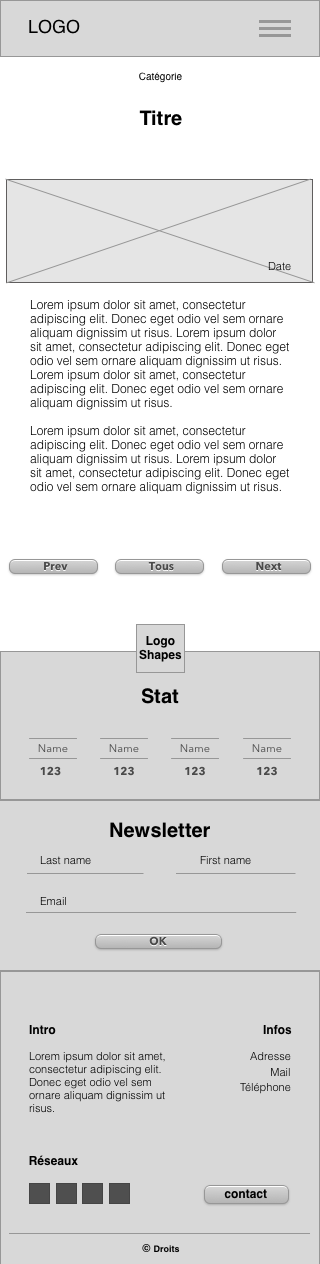 LOGO
Catégorie
Titre
Date
Lorem ipsum dolor sit amet, consectetur
adipiscing elit. Donec eget odio vel sem ornare
aliquam dignissim ut risus. Lorem ipsum dolor
sit amet, consectetur adipiscing elit. Donec eget
odio vel sem ornare aliquam dignissim ut risus.
Lorem ipsum dolor sit amet, consectetur
adipiscing elit. Donec eget odio vel sem ornare
aliquam dignissim ut risus.
Lorem ipsum dolor sit amet, consectetur
adipiscing elit. Donec eget odio vel sem ornare
aliquam dignissim ut risus. Lorem ipsum dolor
sit amet, consectetur adipiscing elit. Donec eget
odio vel sem ornare aliquam dignissim ut risus.
Prev Tous Next
Logo
Shapes
Stat
Name Name Name Name
123 123 123 123
Newsletter
Last name First name
Email
OK
Intro
Lorem ipsum dolor sit amet,
consectetur adipiscing elit.
Donec eget odio vel sem
ornare aliquam dignissim ut
risus.
Infos
Adresse
Mail
Téléphone
Réseaux
contact
© Droits